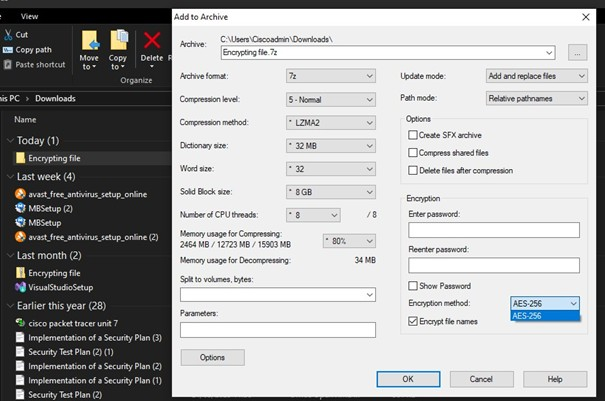 View
Add to Archive
Cut
Copy path
Paste shortcut
Move to
Copy to
Delete
Organize
his PC > Downloads
Name
Today (1)
Encrypting file
Last week (4)
avast_free_antivirus_setup_online
MBSetup (2)
MBSetup
avast_free_antivirus_setup_online (2)
Last month (2)
Encrypting file
VisualStudioSetup
Earlier this year (28)
cisco packet tracer unit 7
Implementation of a Security Plan (3)
Security Test Plan (2) (1)
Implementation of a Security Plan (2)
Implementation of a Security Plan (1)
Security Test Plan (2)
Archive:
C:\Users\Ciscoadmin\Downloads\
Encrypting file.7z
...
Archive format:
7z
Compression level:
5 - Normal
Compression method:
* LZMA2
Dictionary size:
* 32 MB
Word size:
* 32
Solid Block size:
* 8 GB
Number of CPU threads:
* 8
/ 8
Memory usage for Compressing:
2464 MB / 12723 MB / 15903 MB
* 80%
Memory usage for Decompressing:
34 MB
Split to volumes, bytes:
Parameters:
Options
Update mode:
Add and replace files
Path mode:
Relative pathnames
Options
Create SFX archive
Compress shared files
Delete files after compression
Encryption
Enter password:
Reenter password:
Show Password
Encryption method:
AES-256
AES-256
Encrypt file names
OK
Cancel
Help